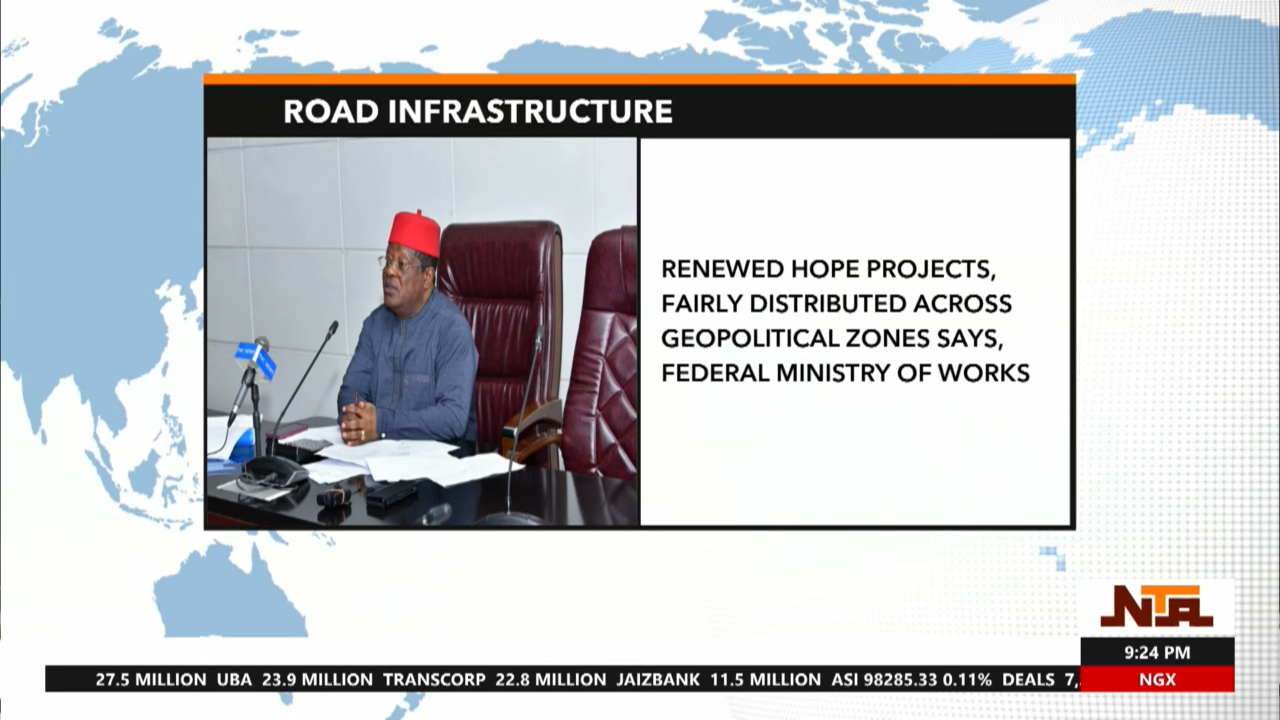 ROAD INFRASTRUCTURE
RENEWED HOPE PROJECTS,
FAIRLY DISTRIBUTED ACROSS
GEOPOLITICAL ZONES SAYS,
FEDERAL MINISTRY OF WORKS
NTA
9:24 PM
27.5 MILLION UBA 23.9 MILLION TRANSCORP 22.8 MILLION JAIZBANK 11.5 MILLION ASI 98285.33 0.11% DEALS 7,
NGX